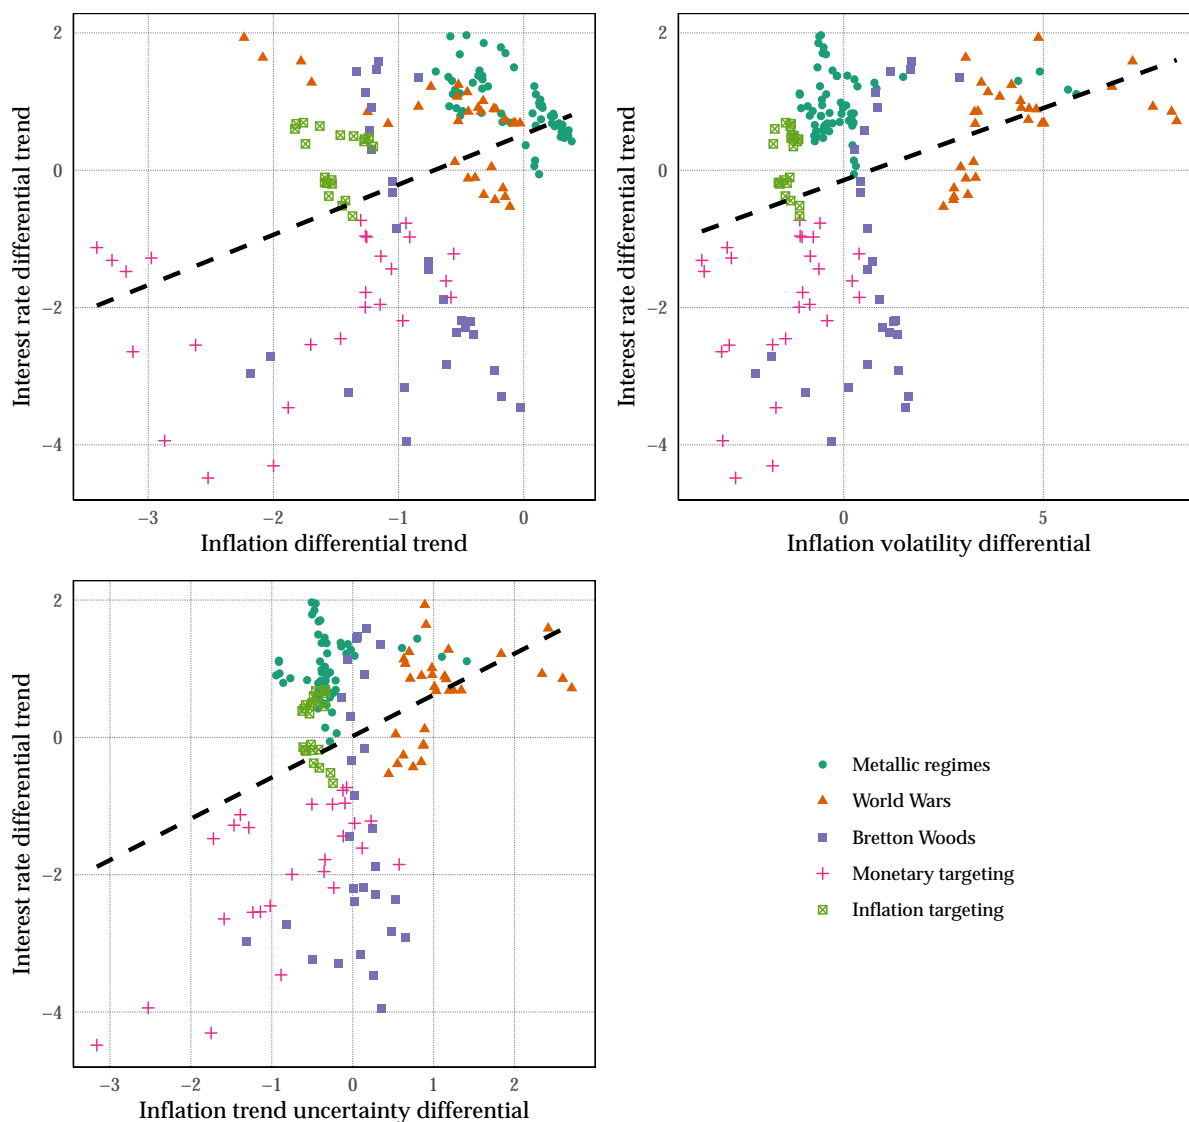 2
0
−2
−4
Interest rate differential trend
−3
−2
−1
0
Inflation differential trend
2
0
−2
−4
Interest rate differential trend
0
5
Inflation volatility differential
2
0
−2
−4
Interest rate differential trend
−3
−2
−1
0
1
2
Inflation trend uncertainty differential
Metallic regimes
World Wars
Bretton Woods
Monetary targeting
Inflation targeting